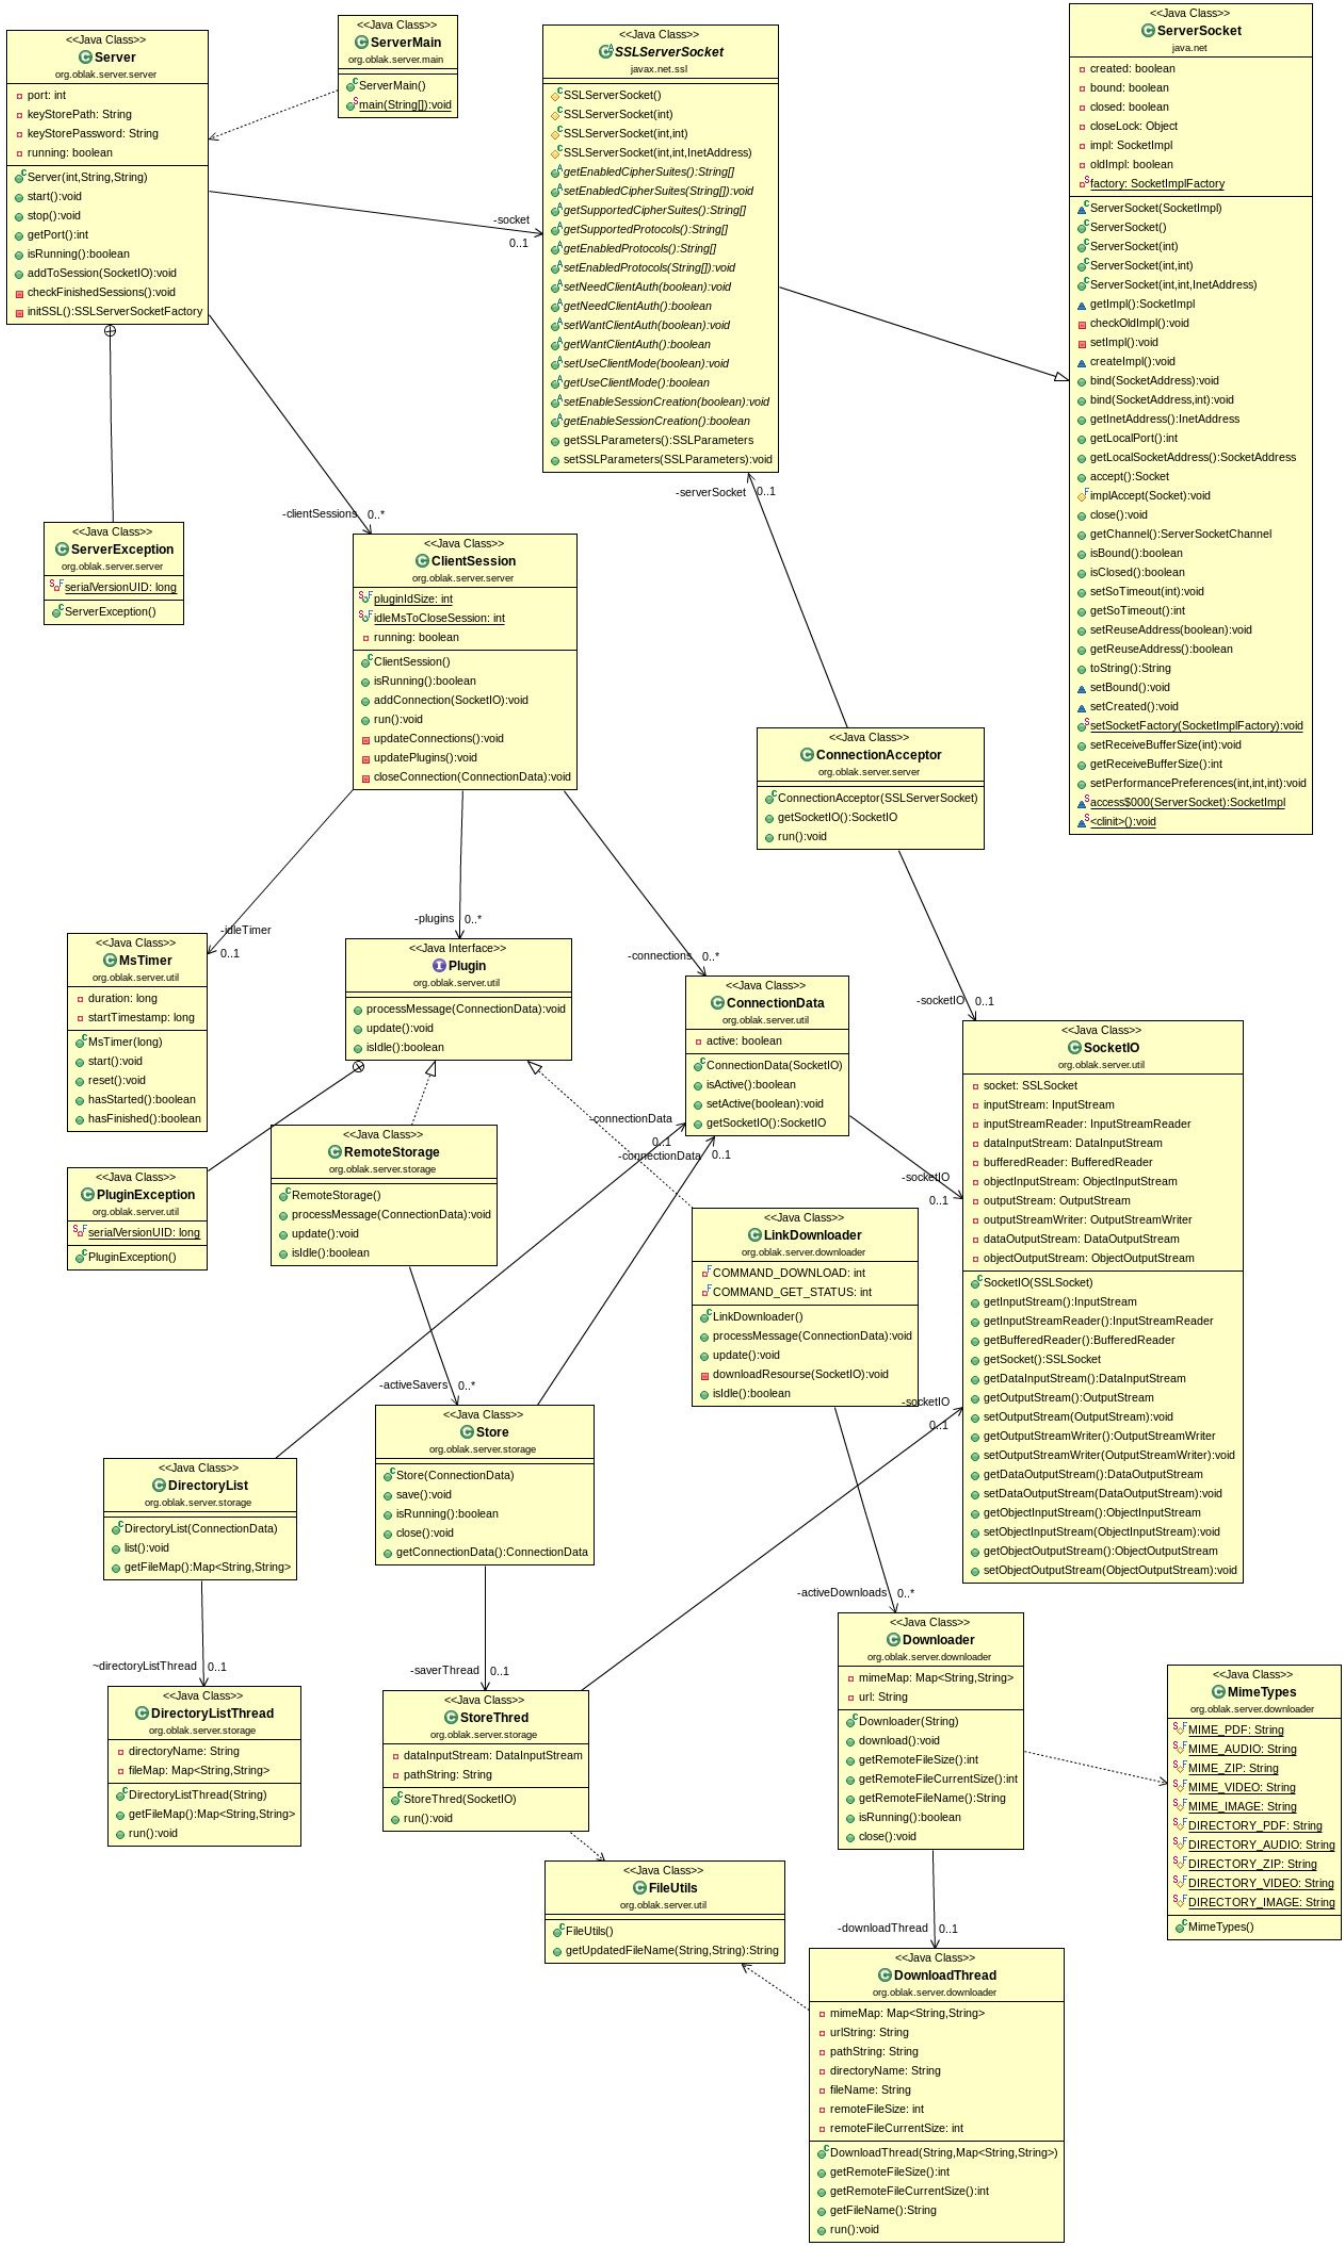 <<Java Class>>
Server
org.oblak.server.server
port: int
keyStorePath: String
keyStorePassword: String
running: boolean
Server(int,String,String)
start():void
stop():void
getPort():int
isRunning():boolean
addToSession(SocketIO):void
checkFinishedSessions():void
initSSL():SSLServerSocketFactory
<<Java Class>>
ServerMain
org.oblak.server.main
ServerMain()
main(String[]):void
<<Java Class>>
SSLServerSocket
javax.net.ssl
SSLServerSocket()
SSLServerSocket(int)
SSLServerSocket(int,int)
SSLServerSocket(int,int,InetAddress)
getEnabledCipherSuites():String[]
setEnabledCipherSuites(String[]):void
getSupportedCipherSuites():String[]
getSupportedProtocols():String[]
getEnabledProtocols():String[]
setEnabledProtocols(String[]):void
setNeedClientAuth(boolean):void
getNeedClientAuth():boolean
setWantClientAuth(boolean):void
getWantClientAuth():boolean
setUseClientMode(boolean):void
getUseClientMode():boolean
setEnableSessionCreation(boolean):void
getEnableSessionCreation():boolean
getSSLParameters():SSLParameters
setSSLParameters(SSLParameters):void
<<Java Class>>
ServerSocket
java.net
created: boolean
bound: boolean
closed: boolean
closeLock: Object
impl: SocketImpl
oldImpl: boolean
factory: SocketImplFactory
ServerSocket(SocketImpl)
ServerSocket()
ServerSocket(int)
ServerSocket(int,int)
ServerSocket(int,int,InetAddress)
getImpl():SocketImpl
checkOldImpl():void
setImpl():void
createImpl():void
bind(SocketAddress):void
bind(SocketAddress,int):void
getInetAddress():InetAddress
getLocalPort():int
getLocalSocketAddress():SocketAddress
accept():Socket
implAccept(Socket):void
close():void
getChannel():ServerSocketChannel
isBound():boolean
isClosed():boolean
setSoTimeout(int):void
getSoTimeout():int
setReuseAddress(boolean):void
getReuseAddress():boolean
toString():String
setBound():void
setCreated():void
setSocketFactory(SocketImplFactory):void
setReceiveBufferSize(int):void
getReceiveBufferSize():int
setPerformancePreferences(int,int,int):void
access$000(ServerSocket):SocketImpl
<clinit>():void
-socket
0..1
-clientSessions 0..*
-serverSocket 0..1
<<Java Class>>
ServerException
org.oblak.server.server
serialVersionUID: long
ServerException()
<<Java Class>>
ClientSession
org.oblak.server.server
pluginIdSize: int
idleMsToCloseSession: int
running: boolean
ClientSession()
isRunning():boolean
addConnection(SocketIO):void
run():void
updateConnections():void
updatePlugins():void
closeConnection(ConnectionData):void
<<Java Class>>
ConnectionAcceptor
org.oblak.server.server
ConnectionAcceptor(SSLServerSocket)
getSocketIO():SocketIO
run():void
-idleTimer
0..1
-plugins 0..*
-connections 0..*
-socketIO 0..1
<<Java Class>>
MsTimer
org.oblak.server.util
duration: long
startTimestamp: long
MsTimer(long)
start():void
reset():void
hasStarted():boolean
hasFinished():boolean
<<Java Interface>>
Plugin
org.oblak.server.util
processMessage(ConnectionData):void
update():void
isIdle():boolean
<<Java Class>>
ConnectionData
org.oblak.server.util
active: boolean
ConnectionData(SocketIO)
isActive():boolean
setActive(boolean):void
getSocketIO():SocketIO
<<Java Class>>
SocketIO
org.oblak.server.util
socket: SSLSocket
inputStream: InputStream
inputStreamReader: InputStreamReader
dataInputStream: DataInputStream
bufferedReader: BufferedReader
objectInputStream: ObjectInputStream
outputStream: OutputStream
outputStreamWriter: OutputStreamWriter
dataOutputStream: DataOutputStream
objectOutputStream: ObjectOutputStream
SocketIO(SSLSocket)
getInputStream():InputStream
getInputStreamReader():InputStreamReader
getBufferedReader():BufferedReader
getSocket():SSLSocket
getDataInputStream():DataInputStream
getOutputStream():OutputStream
setOutputStream(OutputStream):void
getOutputStreamWriter():OutputStreamWriter
setOutputStreamWriter(OutputStreamWriter):void
getDataOutputStream():DataOutputStream
setDataOutputStream(DataOutputStream):void
getObjectInputStream():ObjectInputStream
setObjectInputStream(ObjectInputStream):void
getObjectOutputStream():ObjectOutputStream
setObjectOutputStream(ObjectOutputStream):void
-connectionData
0..1
-connectionData 0..1
-socketIO
0..1
<<Java Class>>
PluginException
org.oblak.server.util
serialVersionUID: long
PluginException()
<<Java Class>>
RemoteStorage
org.oblak.server.storage
RemoteStorage()
processMessage(ConnectionData):void
update():void
isIdle():boolean
<<Java Class>>
LinkDownloader
org.oblak.server.downloader
COMMAND_DOWNLOAD: int
COMMAND_GET_STATUS: int
LinkDownloader()
processMessage(ConnectionData):void
update():void
downloadResourse(SocketIO):void
isIdle():boolean
-activeSavers 0..*
-socketIO
0..1
<<Java Class>>
DirectoryList
org.oblak.server.storage
DirectoryList(ConnectionData)
list():void
getFileMap():Map<String,String>
<<Java Class>>
Store
org.oblak.server.storage
Store(ConnectionData)
save():void
isRunning():boolean
close():void
getConnectionData():ConnectionData
-activeDownloads 0..*
~directoryListThread 0..1
-saverThread 0..1
<<Java Class>>
DirectoryListThread
org.oblak.server.storage
directoryName: String
fileMap: Map<String,String>
DirectoryListThread(String)
getFileMap():Map<String,String>
run():void
<<Java Class>>
StoreThred
org.oblak.server.storage
dataInputStream: DataInputStream
pathString: String
StoreThred(SocketIO)
run():void
<<Java Class>>
Downloader
org.oblak.server.downloader
mimeMap: Map<String,String>
url: String
Downloader(String)
download():void
getRemoteFileSize():int
getRemoteFileCurrentSize():int
getRemoteFileName():String
isRunning():boolean
close():void
<<Java Class>>
MimeTypes
org.oblak.server.downloader
MIME_PDF: String
MIME_AUDIO: String
MIME_ZIP: String
MIME_VIDEO: String
MIME_IMAGE: String
DIRECTORY_PDF: String
DIRECTORY_AUDIO: String
DIRECTORY_ZIP: String
DIRECTORY_VIDEO: String
DIRECTORY_IMAGE: String
MimeTypes()
<<Java Class>>
FileUtils
org.oblak.server.util
FileUtils()
getUpdatedFileName(String,String):String
-downloadThread 0..1
<<Java Class>>
DownloadThread
org.oblak.server.downloader
mimeMap: Map<String,String>
urlString: String
pathString: String
directoryName: String
fileName: String
remoteFileSize: int
remoteFileCurrentSize: int
DownloadThread(String,Map<String,String>)
getRemoteFileSize():int
getRemoteFileCurrentSize():int
getFileName():String
run():void